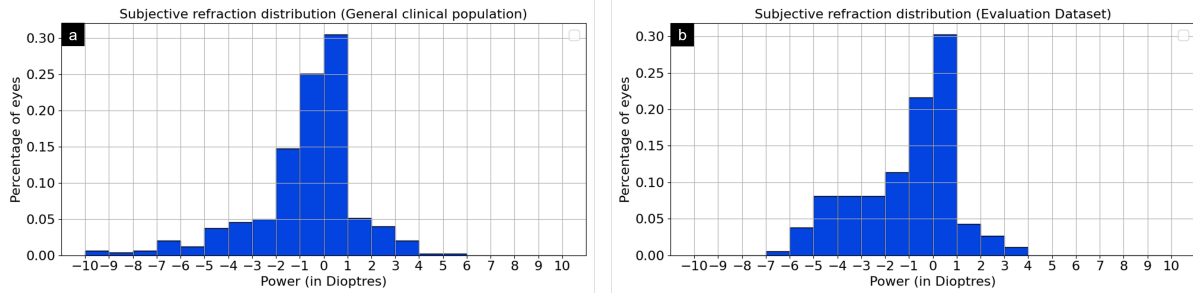 Subjective refraction distribution (General clinical population)
a
0.30
0.25
0.20
0.15
0.10
0.05
0.00
Percentage of eyes
−10 −9 −8 −7 −6 −5 −4 −3 −2 −1 0 1 2 3 4 5 6 7 8 9 10
Power (in Dioptres)
Subjective refraction distribution (Evaluation Dataset)
b
0.30
0.25
0.20
0.15
0.10
0.05
0.00
Percentage of eyes
−10 −9 −8 −7 −6 −5 −4 −3 −2 −1 0 1 2 3 4 5 6 7 8 9 10
Power (in Dioptres)